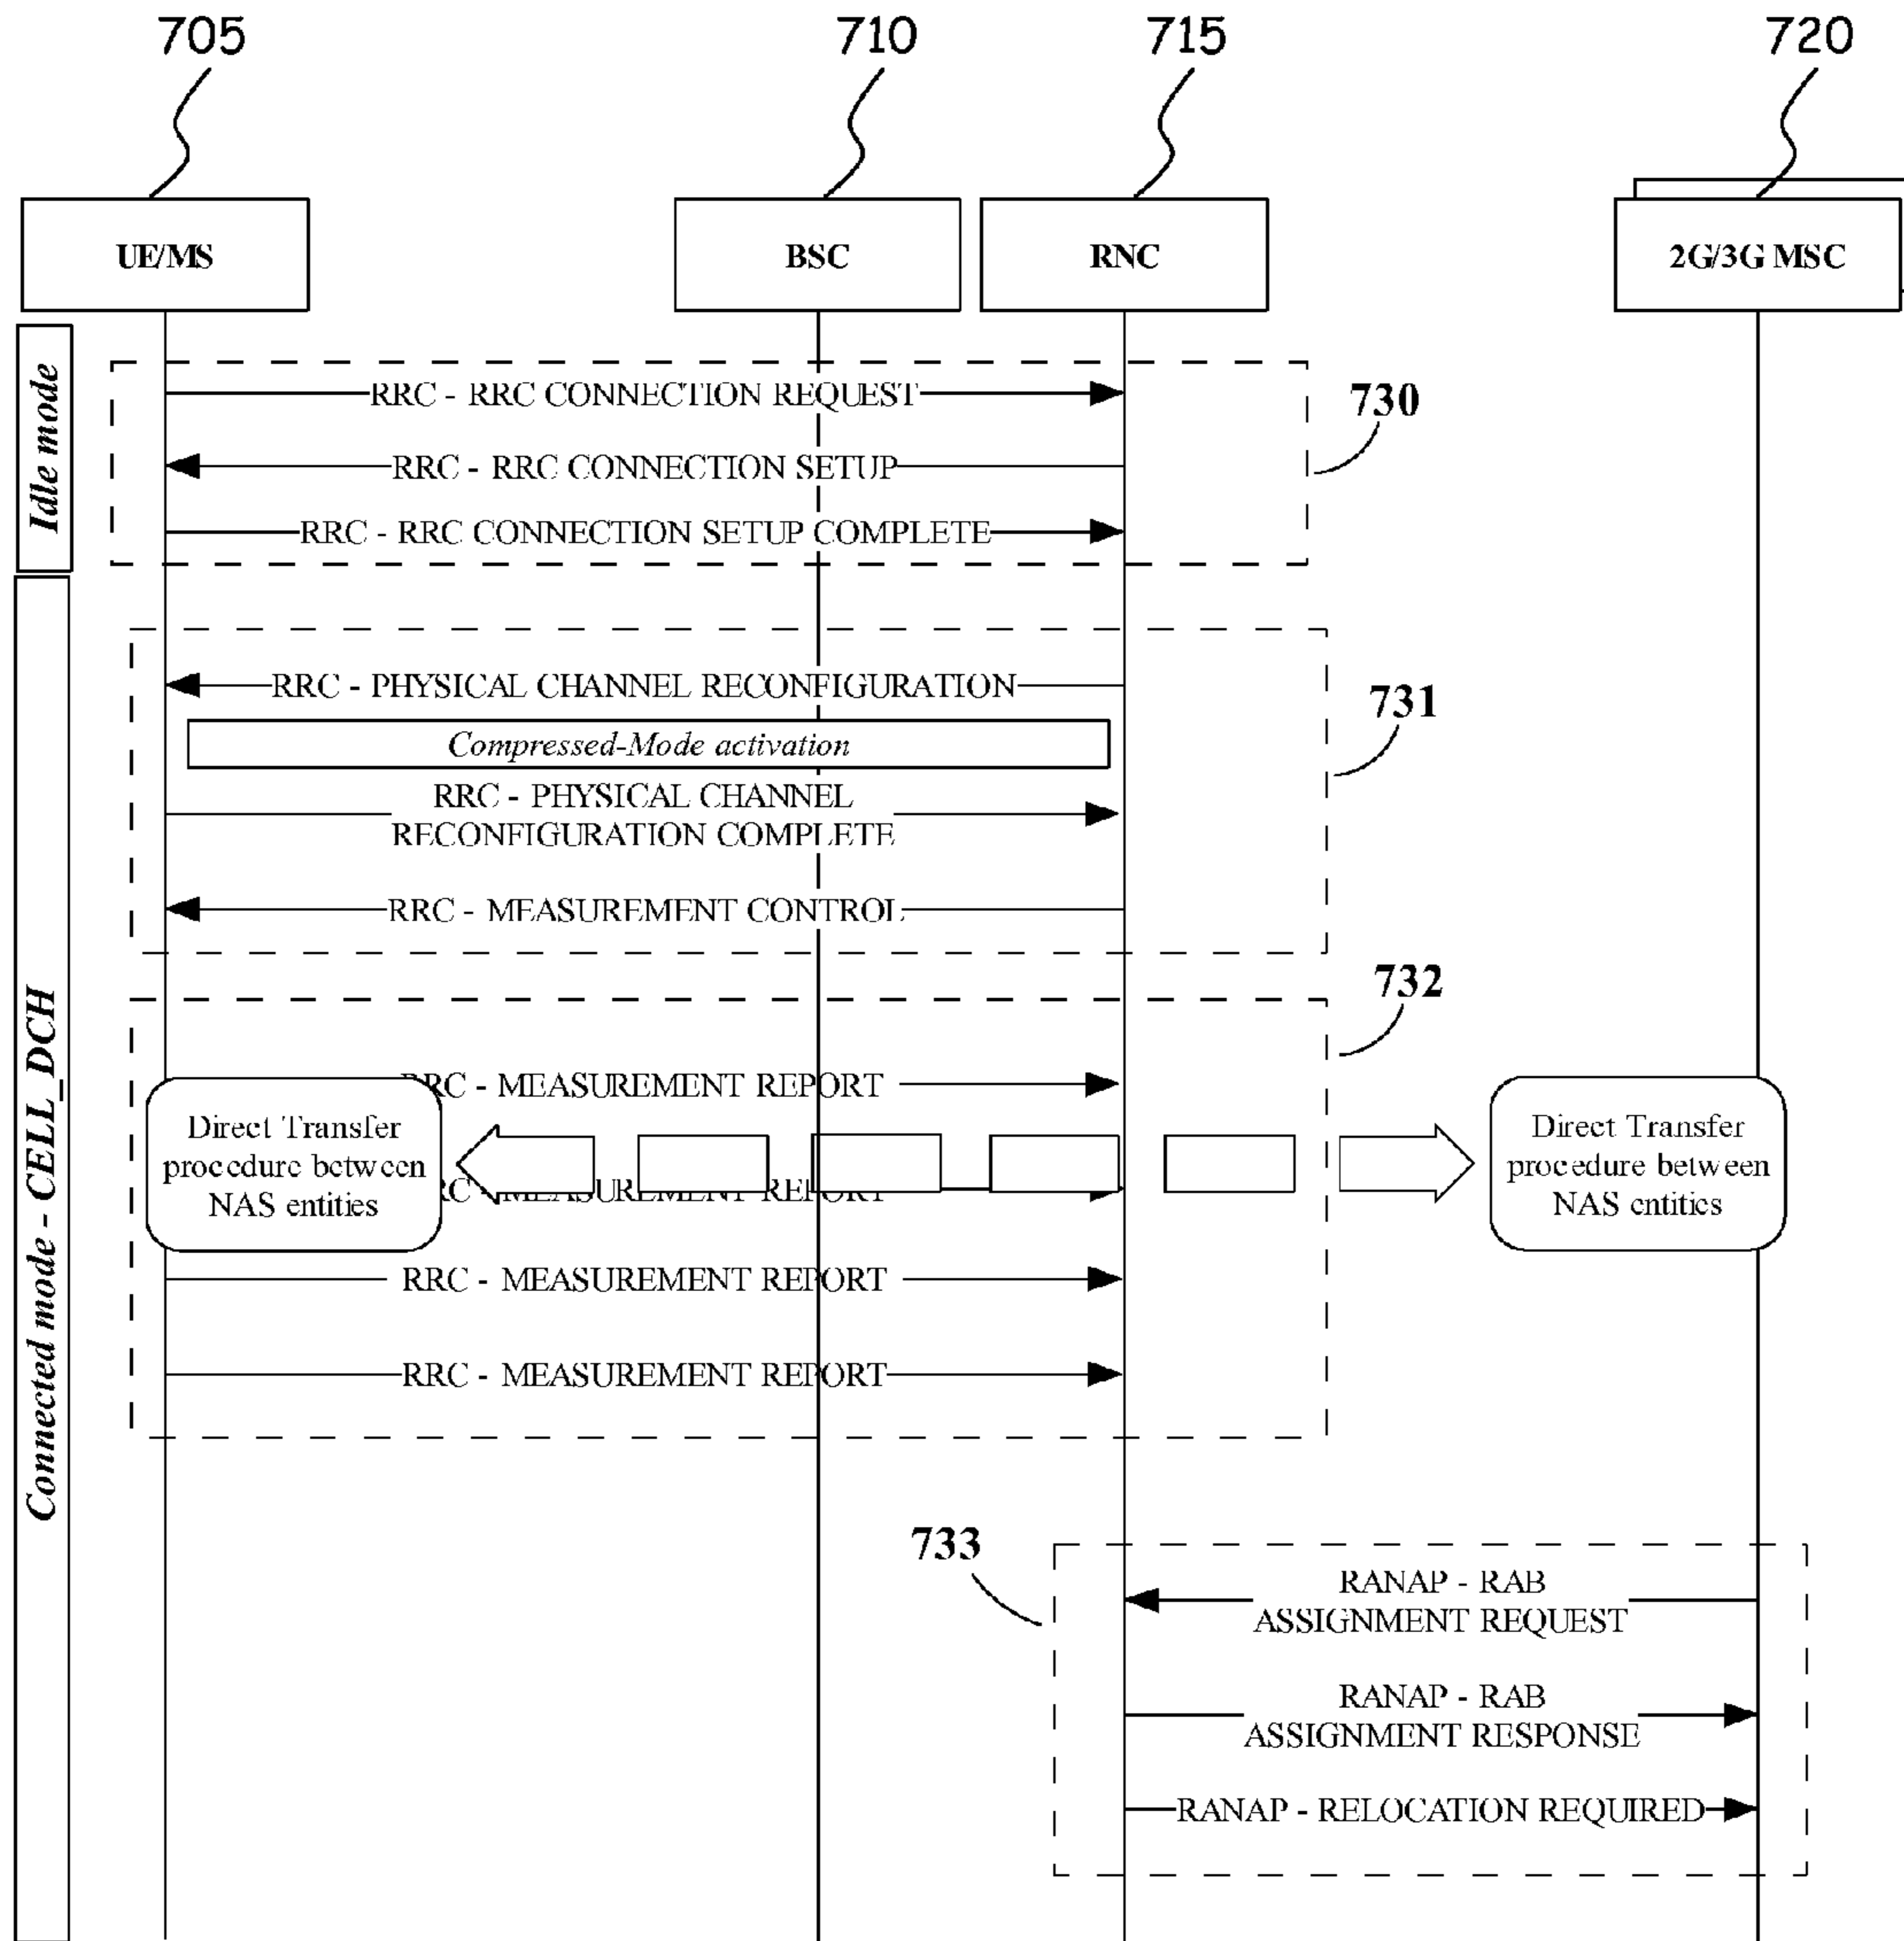 705
710
715
720
UE/MS
BSC
RNC
2G/3G MSC
Idle mode
RRC - RRC CONNECTION REQUEST
730
RRC - RRC CONNECTION SETUP
RRC - RRC CONNECTION SETUP COMPLETE
Connected mode - CELL_DCH
RRC - PHYSICAL CHANNEL RECONFIGURATION
731
Compressed-Mode activation
RRC - PHYSICAL CHANNEL
RECONFIGURATION COMPLETE
RRC - MEASUREMENT CONTROL
732
RRC - MEASUREMENT REPORT
Direct Transfer
procedure between
NAS entities
Direct Transfer
procedure between
NAS entities
MEASUREMENT REPORT
RRC - MEASUREMENT REPORT
RRC - MEASUREMENT REPORT
733
RANAP - RAB
ASSIGNMENT REQUEST
RANAP - RAB
ASSIGNMENT RESPONSE
RANAP - RELOCATION REQUIRED